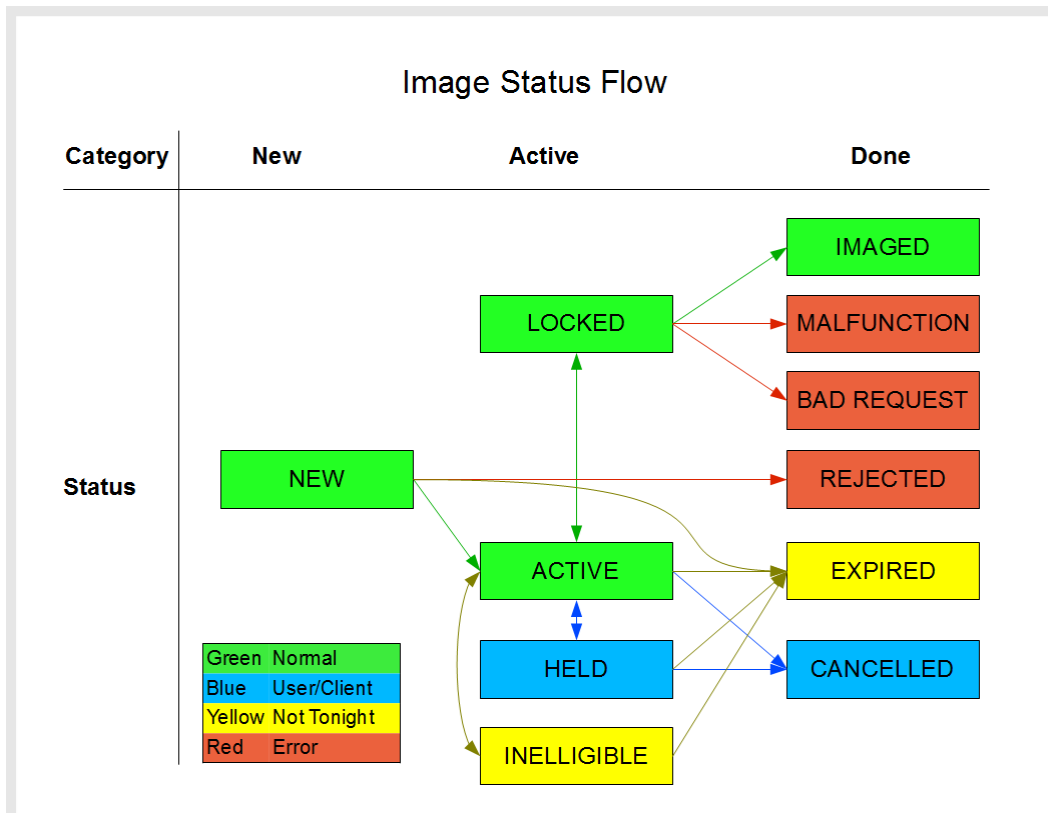 Image Status Flow
Category New Active Done
IMAGED
LOCKED MALFUNCTION
BAD REQUEST
Status NEW REJECTED
ACTIVE EXPIRED
HELD CANCELLED
Green Normal
Blue User/Client
Yellow Not Tonight
Red Error
INELLIGIBLE